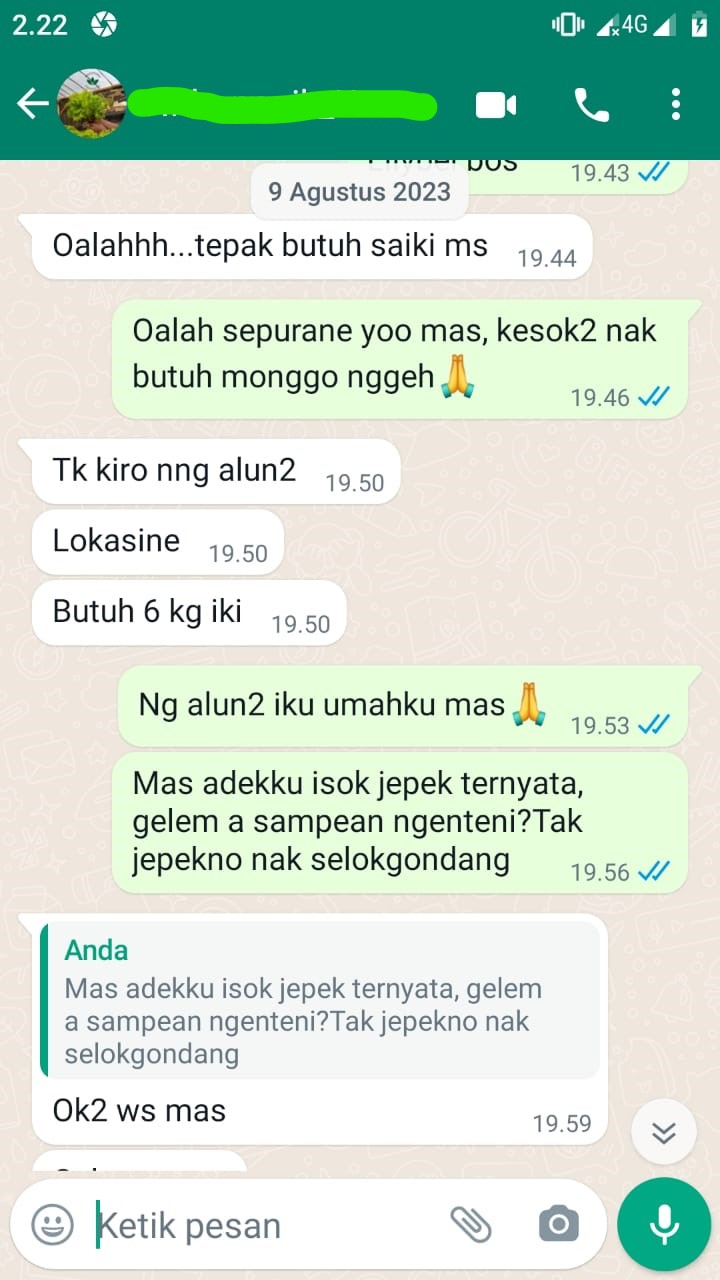 2.22
4G
bos
19.43
9 Agustus 2023
Oalahhh...tepak butuh saiki ms
19.44
Oalah sepurane yoo mas, kesok2 nak
butuh monggo nggeh🙏
19.46
Tk kiro nng alun2
19.50
Lokasine
19.50
Butuh 6 kg iki
19.50
Ng alun2 iku umahku mas🙏
19.53
Mas adekku isok jepek ternyata,
gelem a sampean ngenteni?Tak
jepekno nak selokgondang
19.56
Anda
Mas adekku isok jepek ternyata, gelem
a sampean ngenteni?Tak jepekno nak
selokgondang
Ok2 ws mas
19.59
Ketik pesan